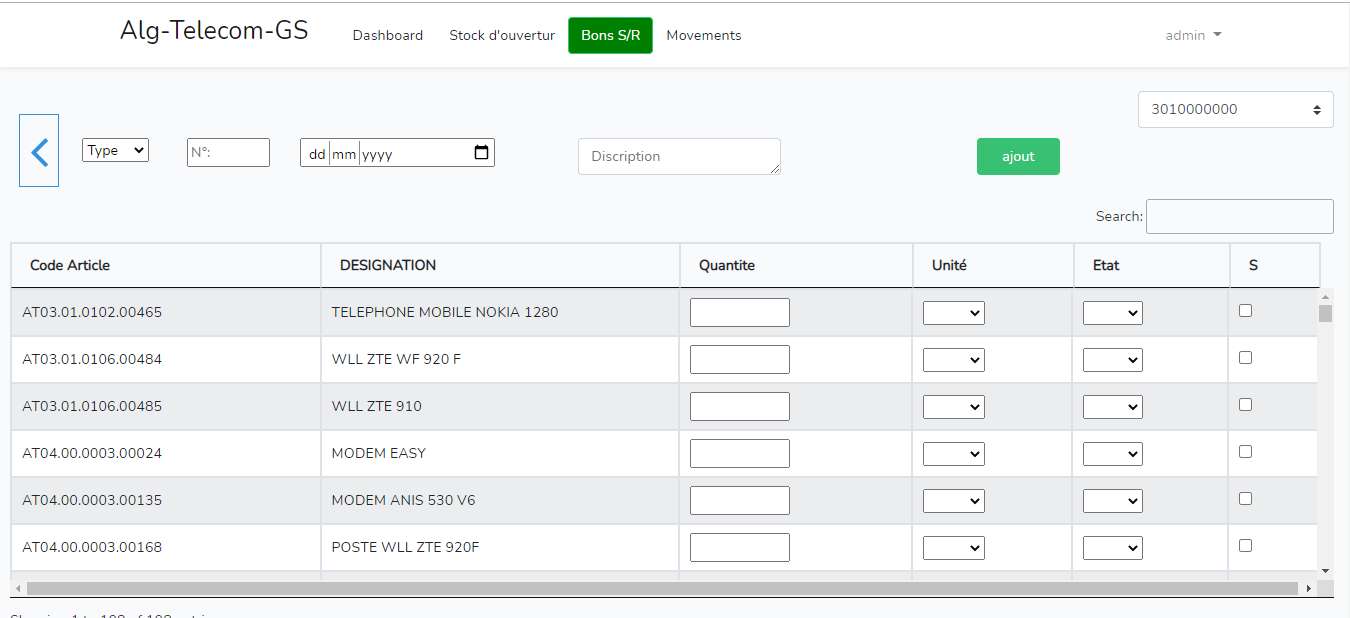 Alg-Telecom-GS Dashboard Stock d'ouvertur Bons S/R Movements admin
3010000000
Type N°: dd mm yyyy Discription ajout
Search:
Code Article DESIGNATION Quantite Unité Etat S
AT03.01.0102.00465 TELEPHONE MOBILE NOKIA 1280
AT03.01.0106.00484 WLL ZTE WF 920 F
AT03.01.0106.00485 WLL ZTE 910
AT04.00.0003.00024 MODEM EASY
AT04.00.0003.00135 MODEM ANIS 530 V6
AT04.00.0003.00168 POSTE WLL ZTE 920F